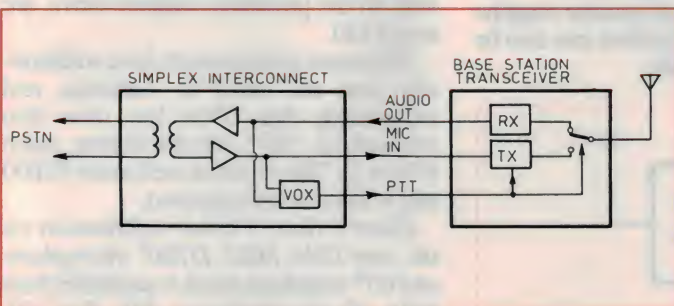 SIMPLEX INTERCONNECT
BASE STATION
TRANSCEIVER
PSTN
AUDIO
OUT
MIC
IN
PTT
VOX
RX
TX